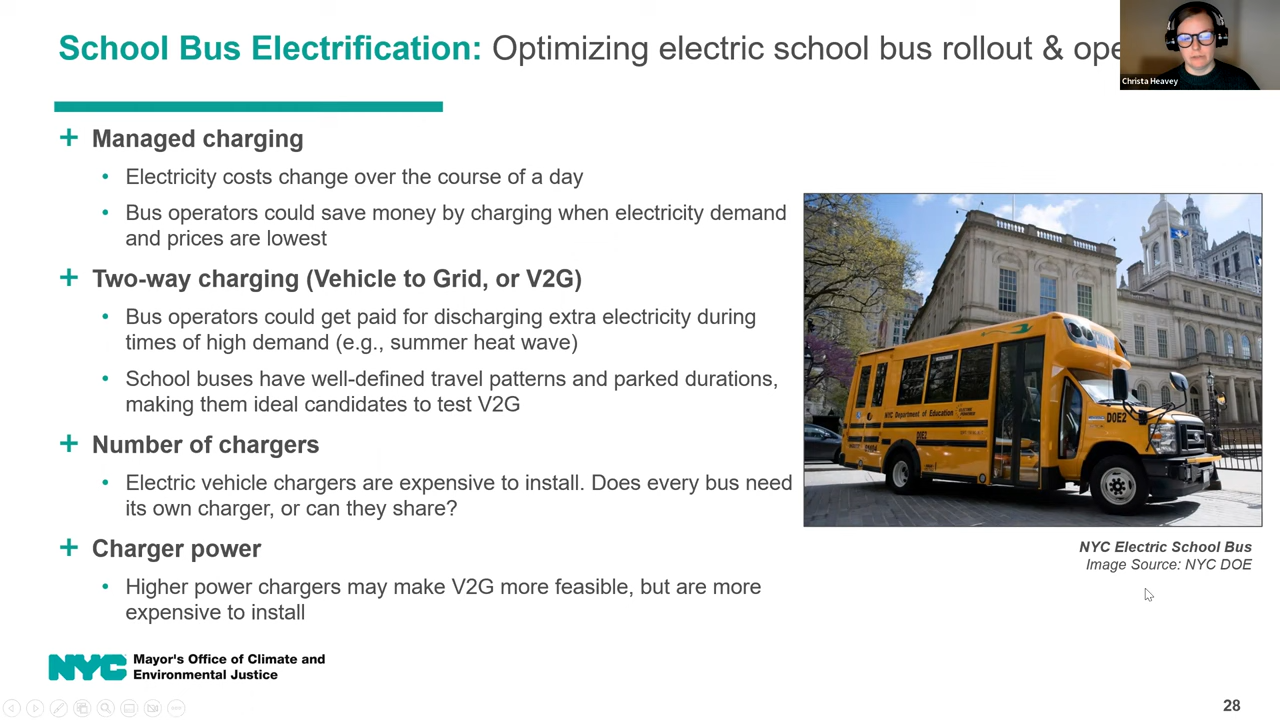 School Bus Electrification: Optimizing electric school bus rollout & ope
Christa Heavey
+ Managed charging
• Electricity costs change over the course of a day
• Bus operators could save money by charging when electricity demand
and prices are lowest
+ Two-way charging (Vehicle to Grid, or V2G)
• Bus operators could get paid for discharging extra electricity during
times of high demand (e.g., summer heat wave)
• School buses have well-defined travel patterns and parked durations,
making them ideal candidates to test V2G
+ Number of chargers
• Electric vehicle chargers are expensive to install. Does every bus need
its own charger, or can they share?
+ Charger power
• Higher power chargers may make V2G more feasible, but are more
expensive to install
NYC Department of Education
DOE2
DOE2
NYC Electric School Bus
Image Source: NYC DOE
NYC
Mayor's Office of Climate and
Environmental Justice
28